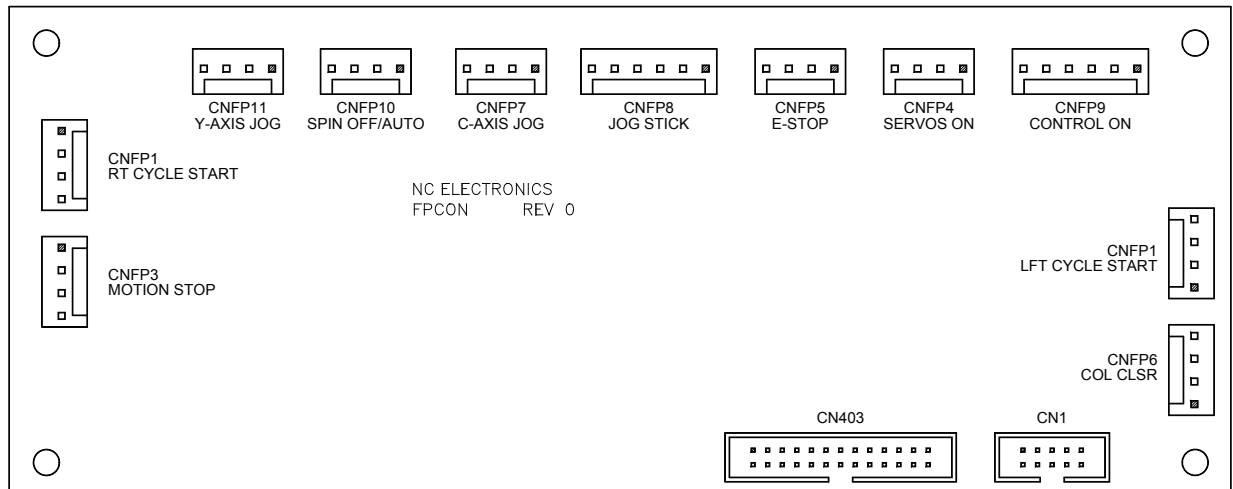 CNFP11
Y-AXIS JOG
CNFP10
SPIN OFF/AUTO
CNFP7
C-AXIS JOG
CNFP8
JOG STICK
CNFP5
E-STOP
CNFP4
SERVOS ON
CNFP9
CONTROL ON
CNFP1
RT CYCLE START
NC ELECTRONICS
FPCON REV 0
CNFP3
MOTION STOP
CNFP1
LFT CYCLE START
CNFP6
COL CLSR
CN403
CN1